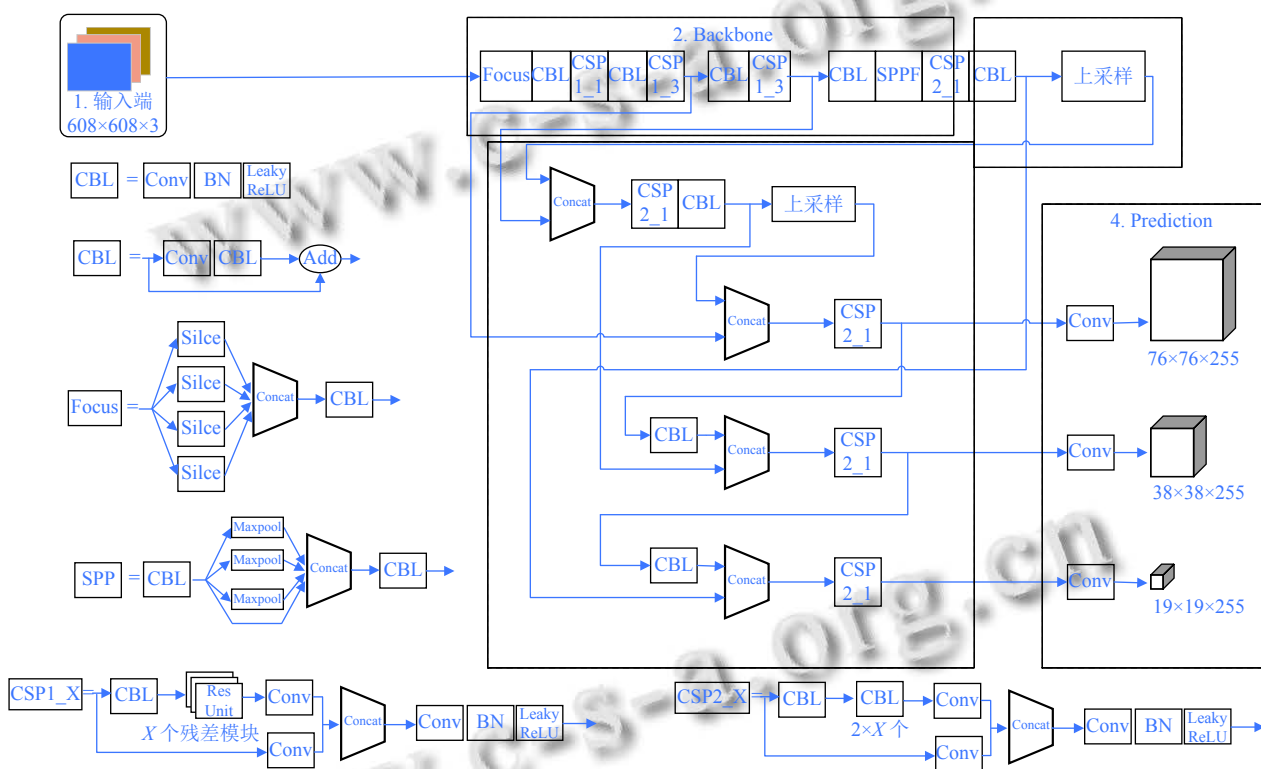 1. 输入端
608×608×3
2. Backbone
Focus
CBL
CSP
1_1
CBL
CSP
1_3
CBL
CSP
1_3
CBL
SPPF
CSP
2_1
CBL
上采样
CBL
=
Conv
BN
Leaky
ReLU
Concat
CSP
2_1
CBL
上采样
4. Prediction
CBL
=
Conv
CBL
Add
Concat
CSP
2_1
Conv
76×76×255
Focus
=
Silce
Silce
Silce
Silce
Concat
CBL
CBL
Concat
CSP
2_1
Conv
38×38×255
SPP
=
CBL
Maxpool
Maxpool
Maxpool
Concat
CBL
CBL
Concat
CSP
2_1
Conv
19×19×255
CSP1_X
=
CBL
Res
Unit
X 个残差模块
Conv
Conv
Concat
Conv
BN
Leaky
ReLU
CSP2_X
=
CBL
CBL
2×X 个
Conv
Conv
Concat
Conv
BN
Leaky
ReLU
www.c-s-a.org.cn